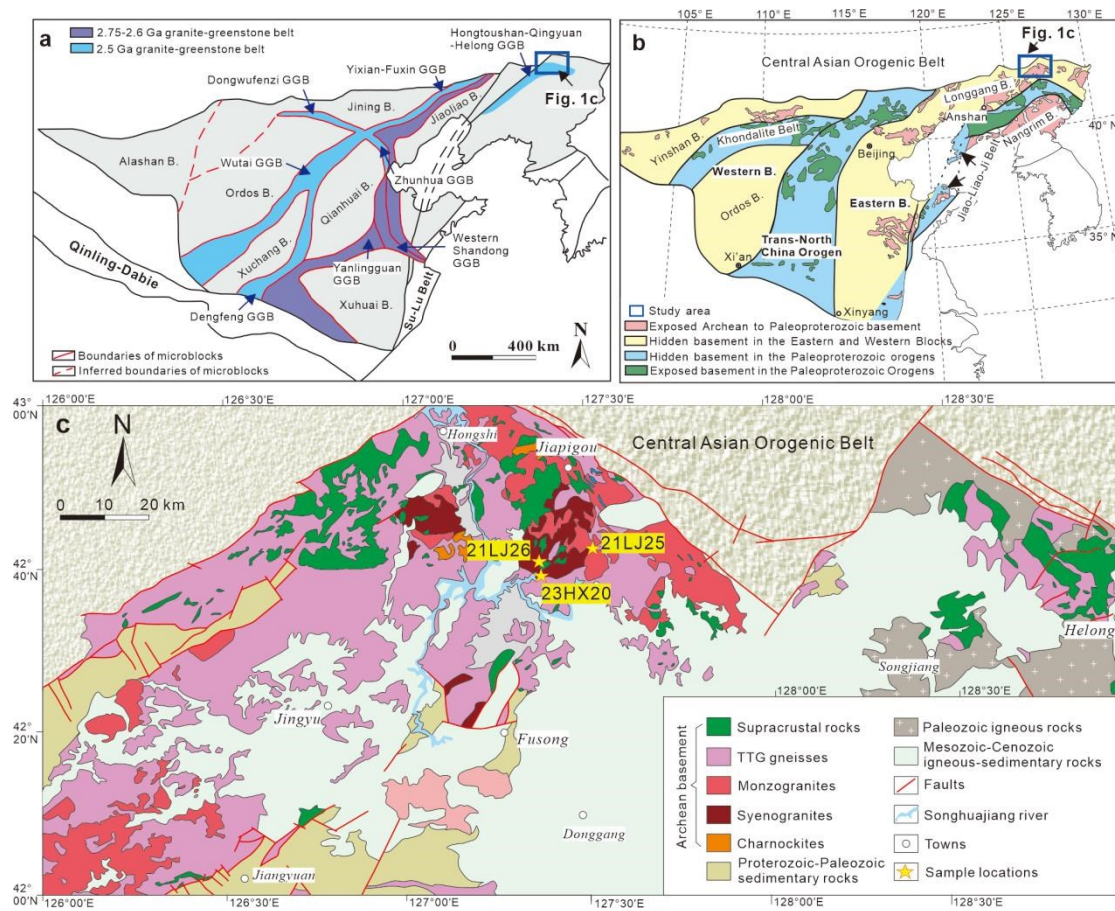 a
2.75-2.6 Ga granite-greenstone belt
2.5 Ga granite-greenstone belt
Hongtoushan-Qingyuan
-Helong GGB
Yixian-Fuxin GGB
Dongwufenzi GGB
Fig. 1c
Jining B.
Jiaoliao B.
Alashan B.
Wutai GGB
Ordos B.
Zhunhua GGB
Qianhuai B.
Xuchang B.
Western
Shandong
GGB
Yanlingguan
GGB
Qinling-Dabie
Xuhuai B.
Su-Lu Belt
Dengfeng GGB
N
Boundaries of microblocks
Inferred boundaries of microblocks
0 400 km
105°E
110°E
115°E
120°E
125°E
130°E
b
Fig. 1c
Central Asian Orogenic Belt
Longgang B.
Anshan
40°N
Nangrim B.
Yinshan B.
Khondalite Belt
Beijing
Western B.
Jiao-Liao-Ji Belt
Ordos B.
Eastern B.
35°N
Trans-North
China Orogen
Xi'an
Xinyang
N
Study area
Exposed Archean to Paleoproterozoic basement
Hidden basement in the Eastern and Western Blocks
Hidden basement in the Paleoproterozoic orogens
Exposed basement in the Paleoproterozoic Orogens
126°00'E
126°30'E
127°00'E
127°30'E
128°00'E
128°30'E
43°
00'N
c
N
Hongshi
Jiapigou
Central Asian Orogenic Belt
0 10 20 km
21LJ26
21LJ25
42°
40'N
23HX20
Helong
Songjiang
128°00'E
128°30'E
Jingyu
42°
20'N
Fusong
Donggang
Jiangyuan
42°
00'N
126°00'E
126°30'E
127°00'E
127°30'E
Archean basement
Supracrustal rocks
TTG gneisses
Monzogranites
Syenogranites
Charnockites
Proterozoic-Paleozoic
sedimentary rocks
Paleozoic igneous rocks
Mesozoic-Cenozoic
igneous-sedimentary rocks
Faults
Songhuajiang river
Towns
Sample locations